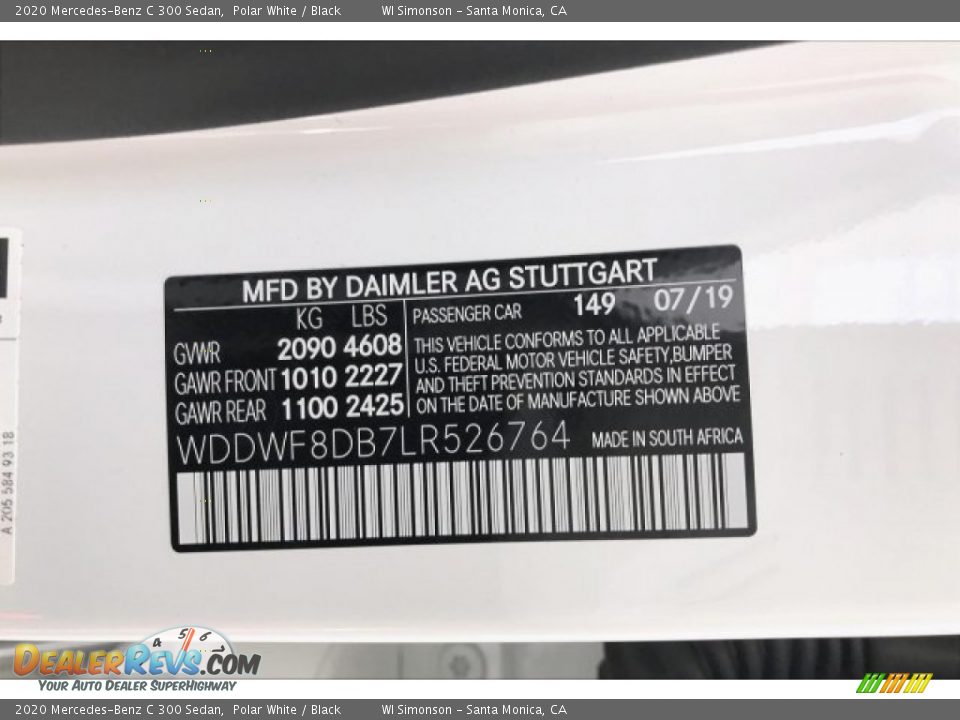 2020 Mercedes-Benz C 300 Sedan, Polar White / Black WI Simonson - Santa Monica, CA
MFD BY DAIMLER AG STUTTGART
KG LBS
GVWR 2090 4608
GAWR FRONT 1010 2227
GAWR REAR 1100 2425
PASSENGER CAR 149 07/19
THIS VEHICLE CONFORMS TO ALL APPLICABLE
U.S. FEDERAL MOTOR VEHICLE SAFETY,BUMPER
AND THEFT PREVENTION STANDARDS IN EFFECT
ON THE DATE OF MANUFACTURE SHOWN ABOVE
WDDWF8DB7LR526764 MADE IN SOUTH AFRICA
A 205 584 93 18
4 5 6
DEALERREVS.COM
YOUR AUTO DEALER SUPERHIGHWAY
2020 Mercedes-Benz C 300 Sedan, Polar White / Black WI Simonson - Santa Monica, CA